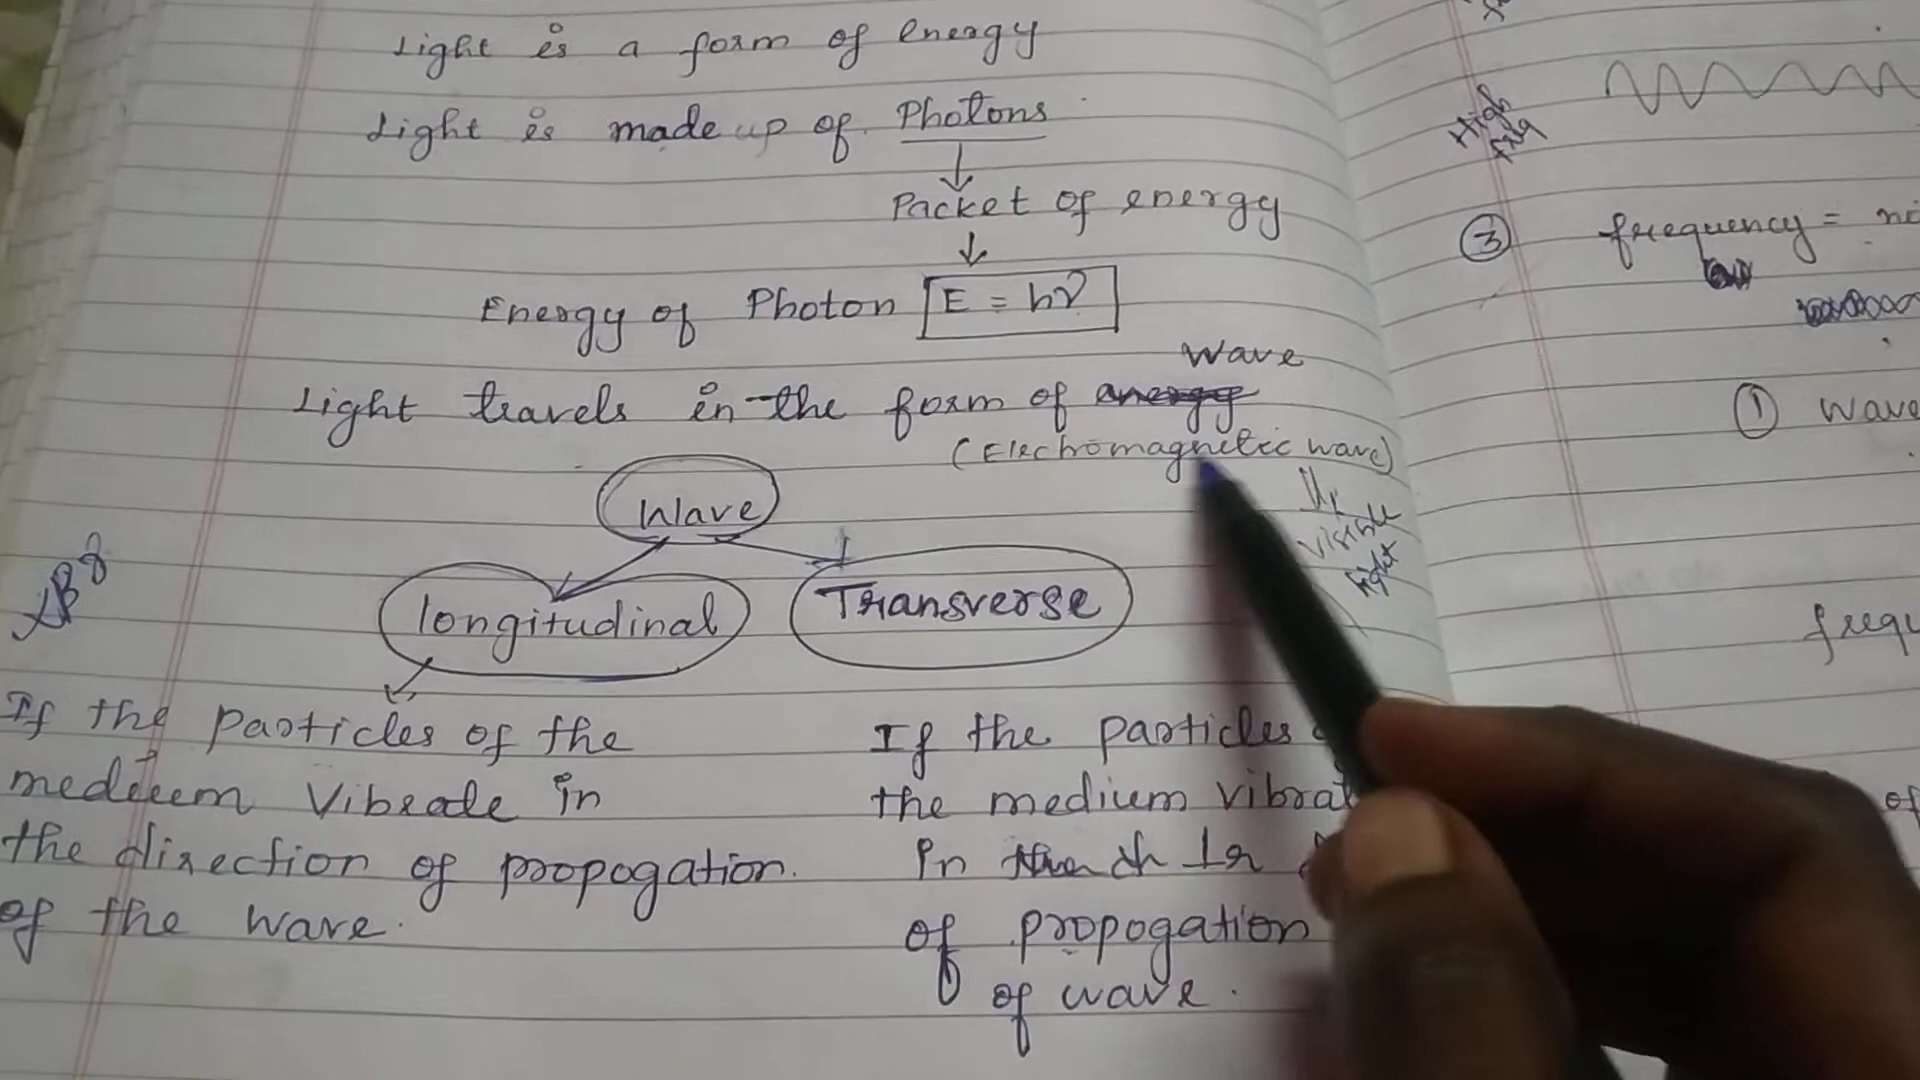 Light is a form of energy
Light is made up of Photons
↓
Packet of energy
↓
Energy of Photon E = hν
wave
Light travels in the form of energy
(Electromagnetic wave)
visible
light
Wave
longitudinal
Transverse
If the particles of the
medium vibrate in
the direction of propogation
of the wave.
If the particles
the medium vibrat
in
of propogation
of wave.
High
frq
③ frequency =
① wave
frequ
of